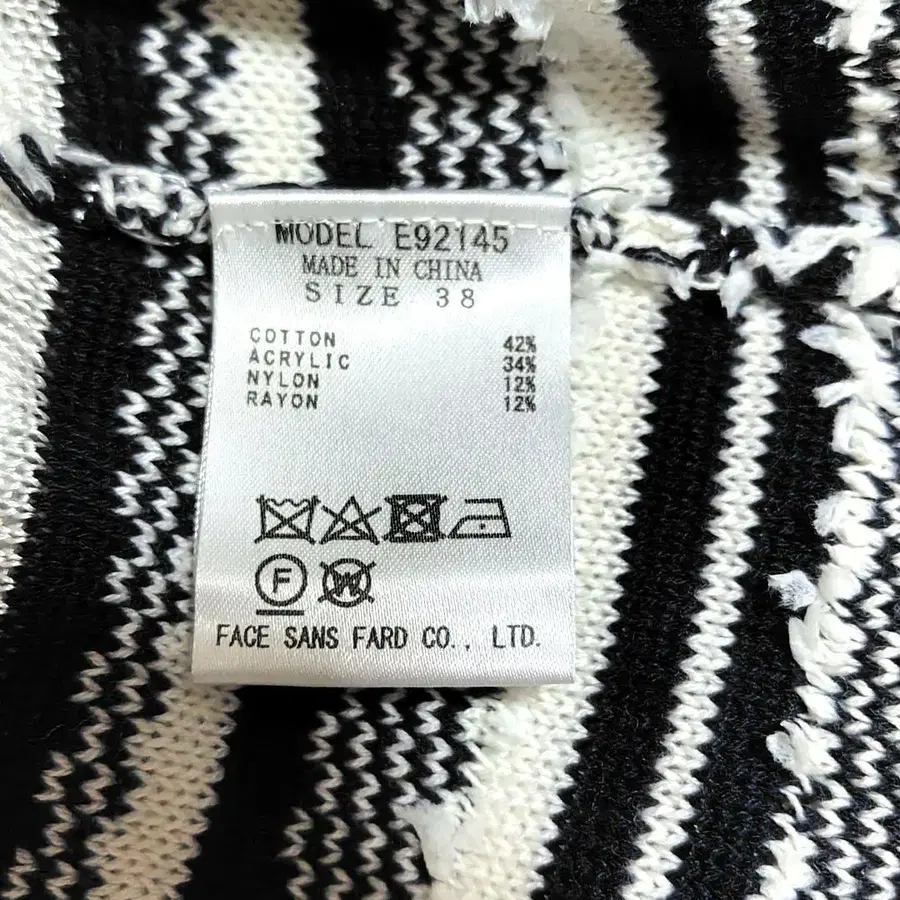 MODEL E92145
MADE IN CHINA
SIZE 38
COTTON 42%
ACRYLIC 34%
NYLON 12%
RAYON 12%
F W
FACE SANS FARD CO., LTD.